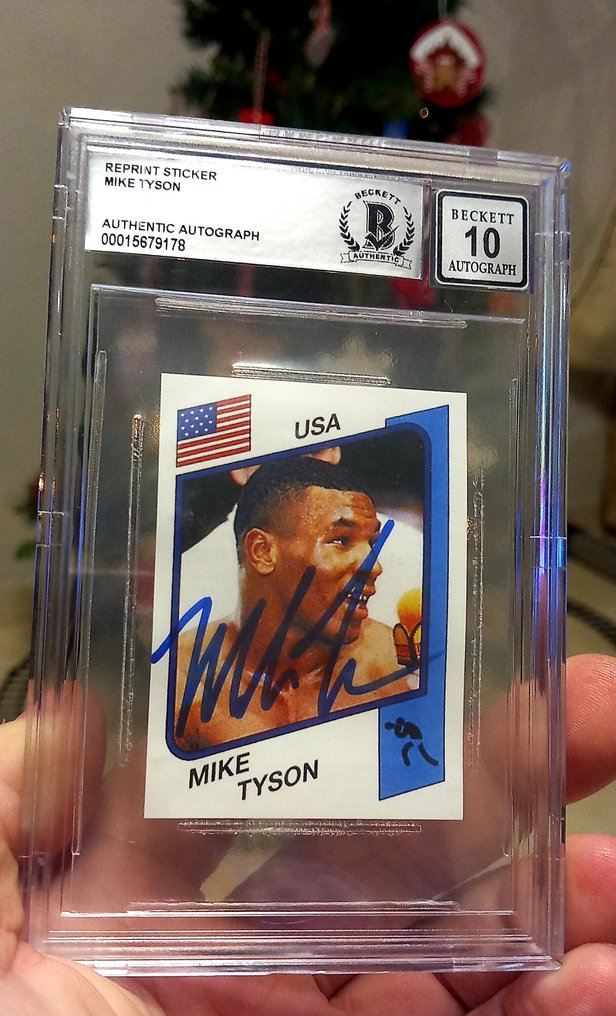 REPRINT STICKER
MIKE TYSON
AUTHENTIC AUTOGRAPH
00015679178
BECKETT
B
AUTHENTIC
BECKETT
10
AUTOGRAPH
USA
MIKE
TYSON